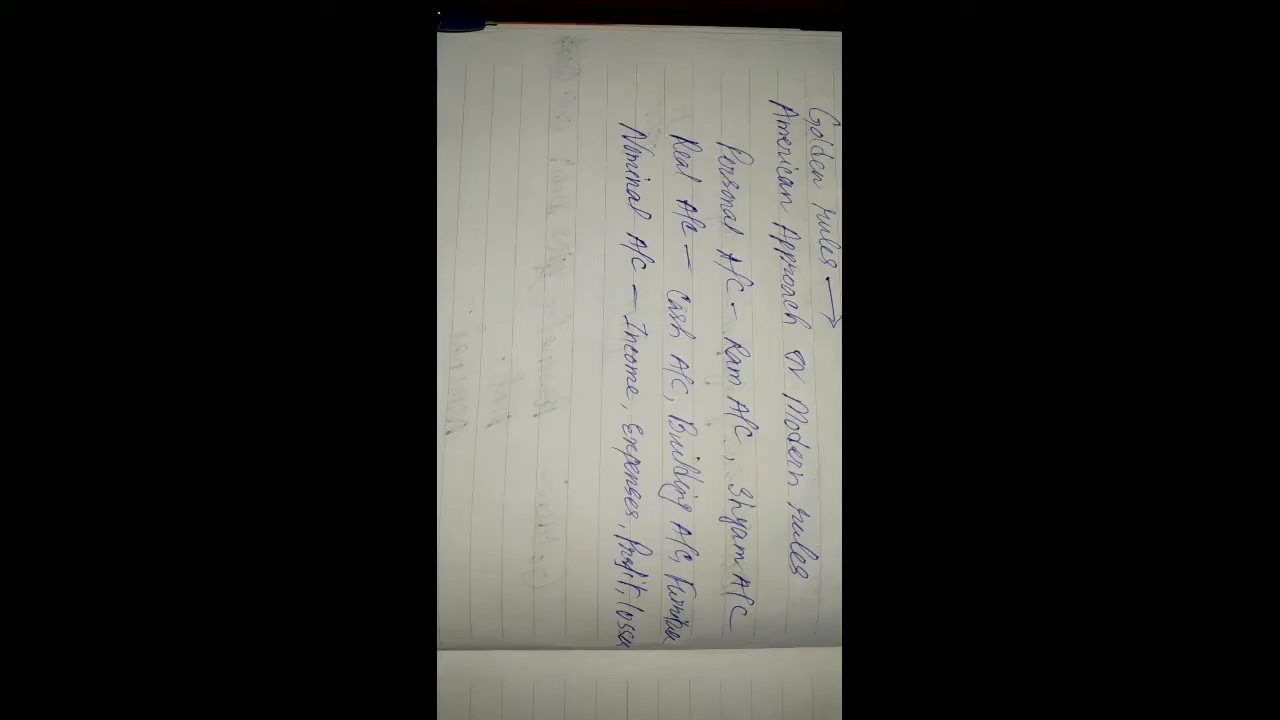 Golden rules →
American Approach or Modern rules
Personal A/C - Ram A/C, Shyam A/C
Real A/C - Cash A/C, Building A/C, Furniture
Nominal A/C - Income, Expenses, Profit, losses